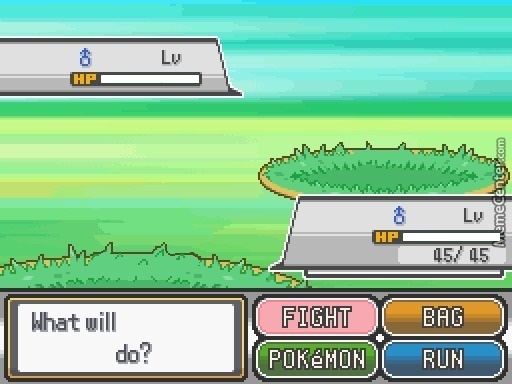 ♂ Lv
HP
♂ Lv
HP
45/ 45
What will
do?
FIGHT
BAG
POKéMON
RUN
MemeCenter.com